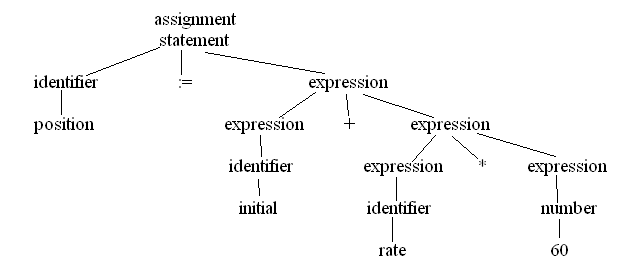 assignment
statement
identifier := expression
position expression + expression
identifier expression * expression
initial identifier number
rate 60